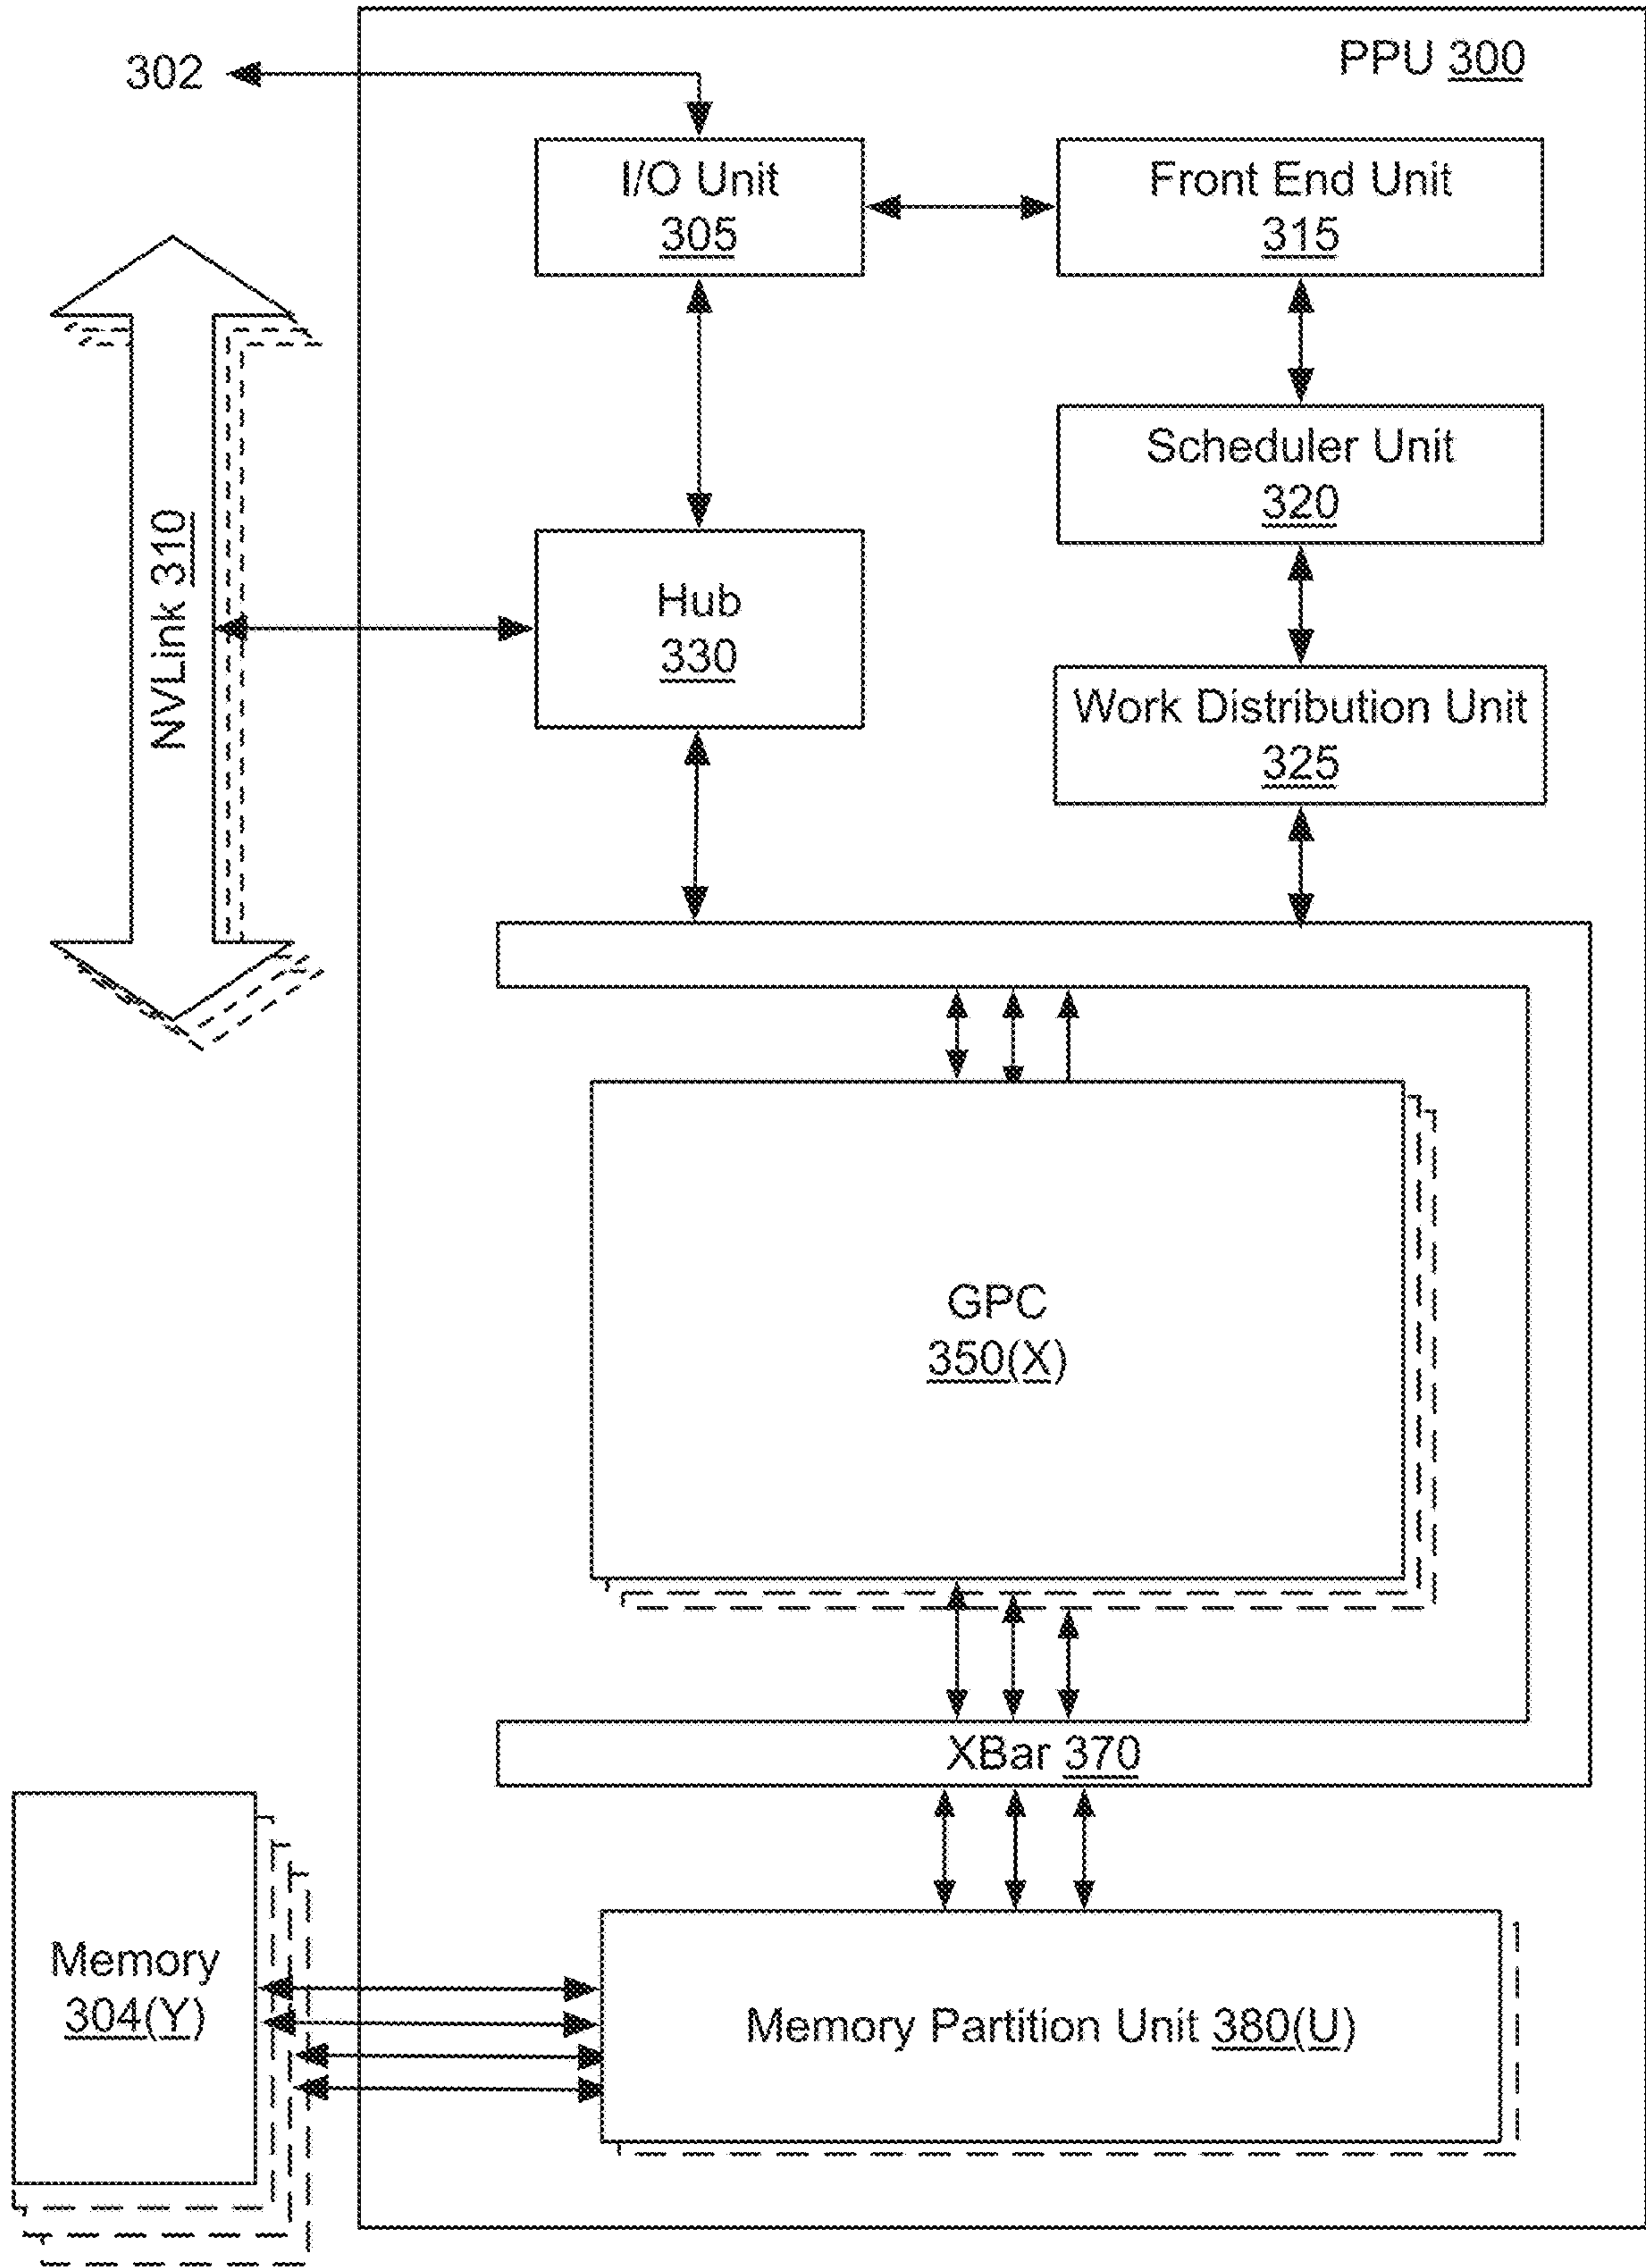 PPU 300
302
I/O Unit
305
Front End Unit
315
Scheduler Unit
320
NVLink 310
Hub
330
Work Distribution Unit
325
GPC
350(X)
XBar 370
Memory
304(Y)
Memory Partition Unit 380(U)